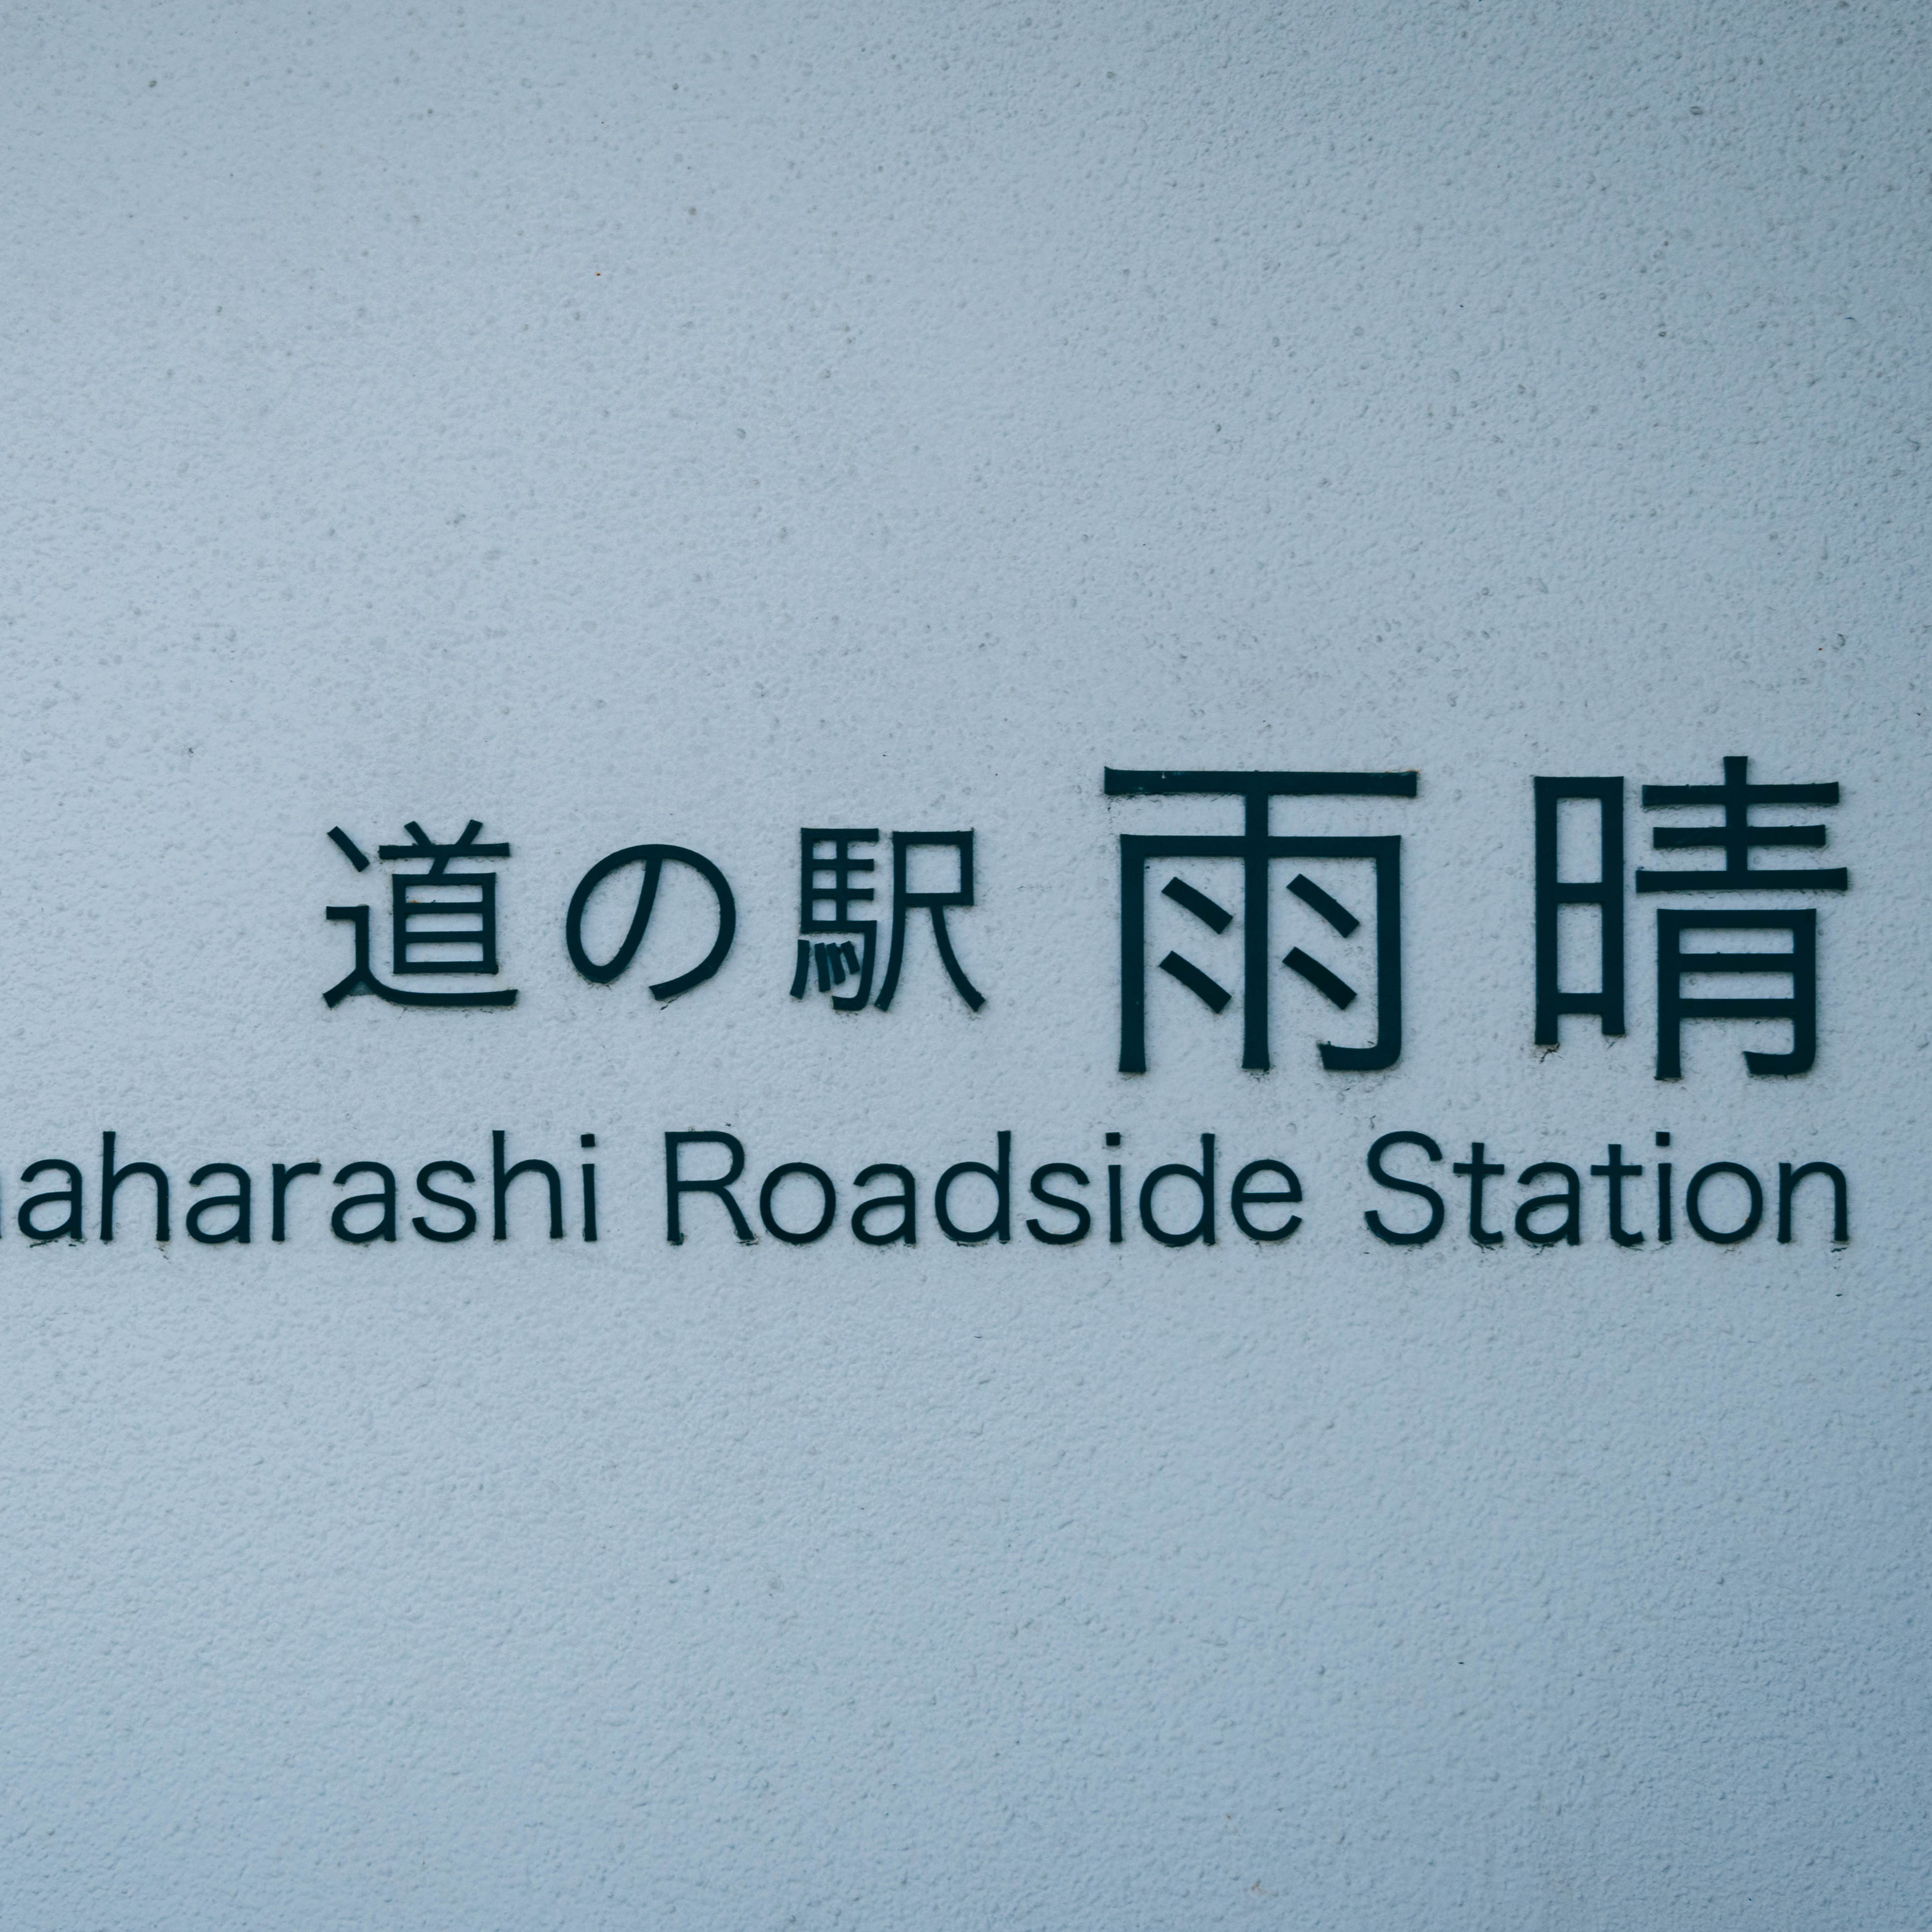 道の駅 雨晴
aharashi Roadside Station